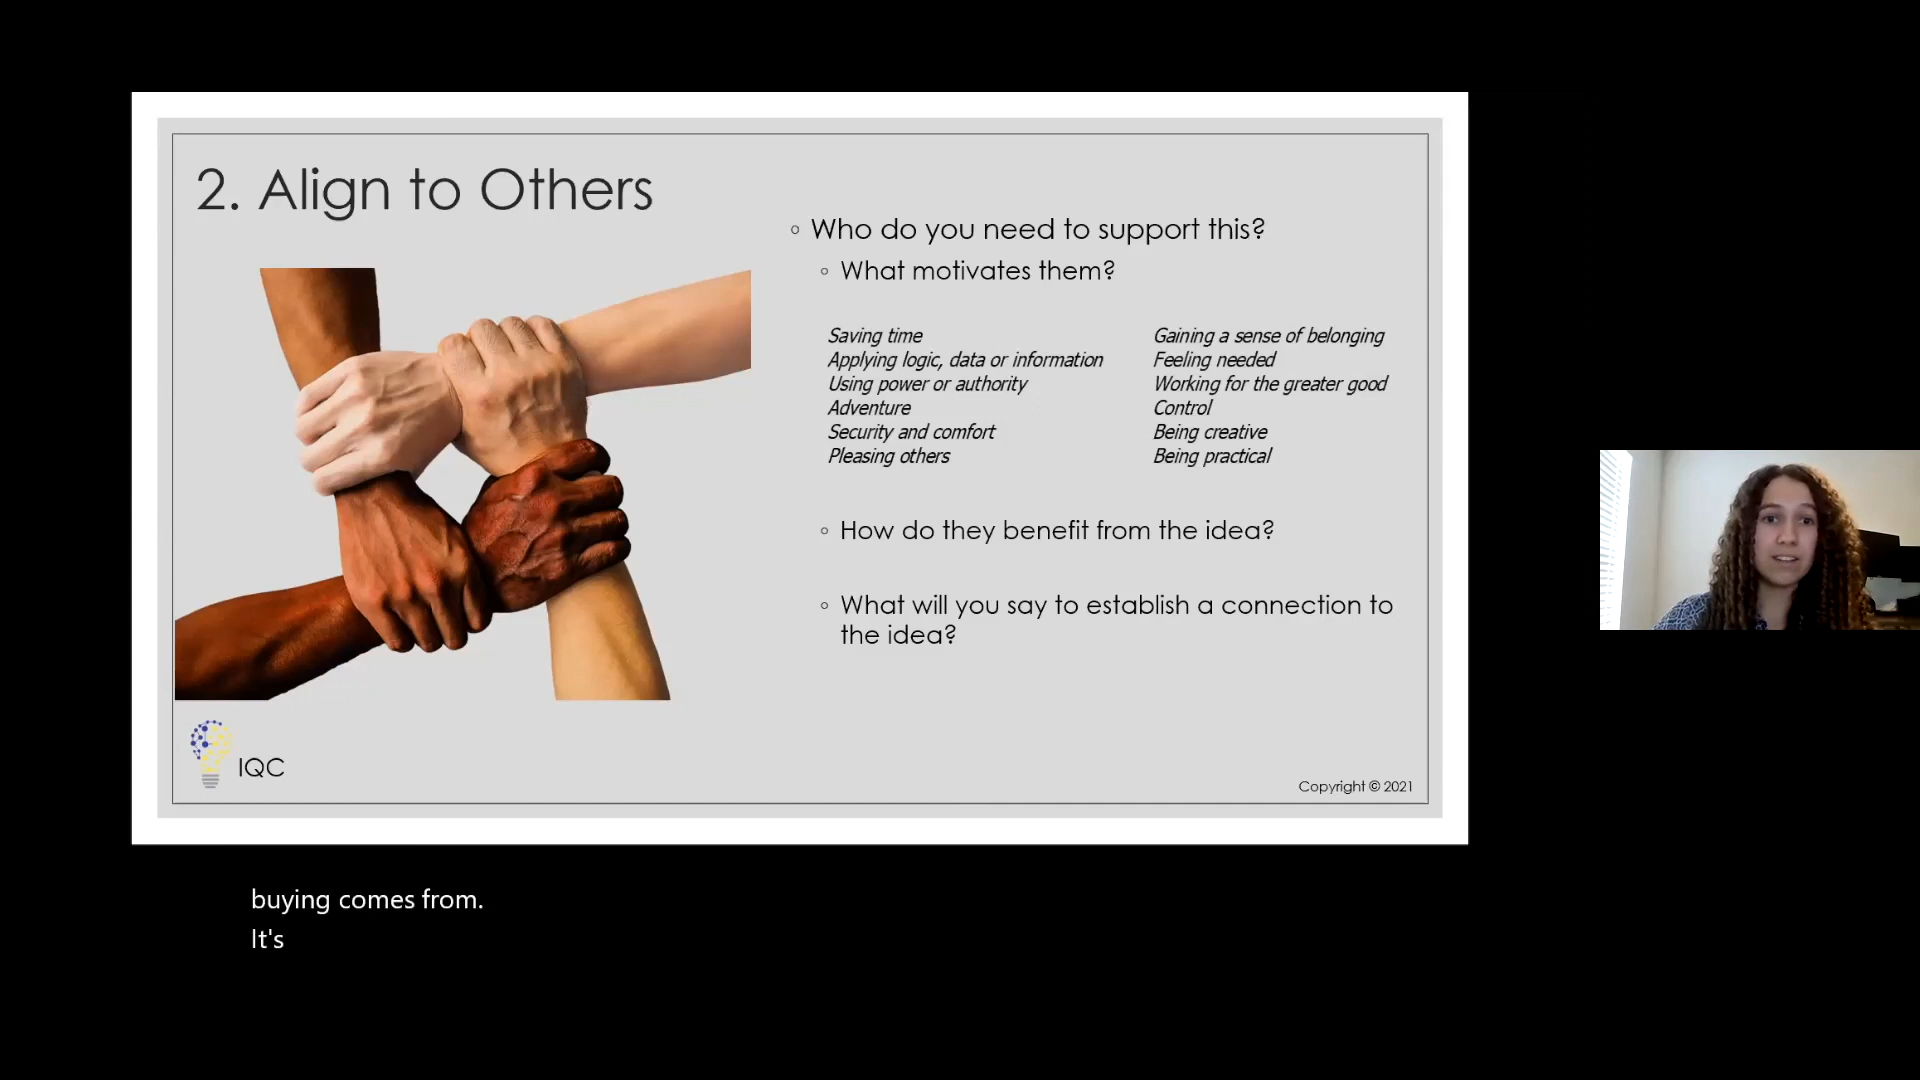 2. Align to Others
◦ Who do you need to support this?
◦ What motivates them?
Saving time
Applying logic, data or information
Using power or authority
Adventure
Security and comfort
Pleasing others
Gaining a sense of belonging
Feeling needed
Working for the greater good
Control
Being creative
Being practical
◦ How do they benefit from the idea?
◦ What will you say to establish a connection to
the idea?
IQC
Copyright © 2021
buying comes from.
It's